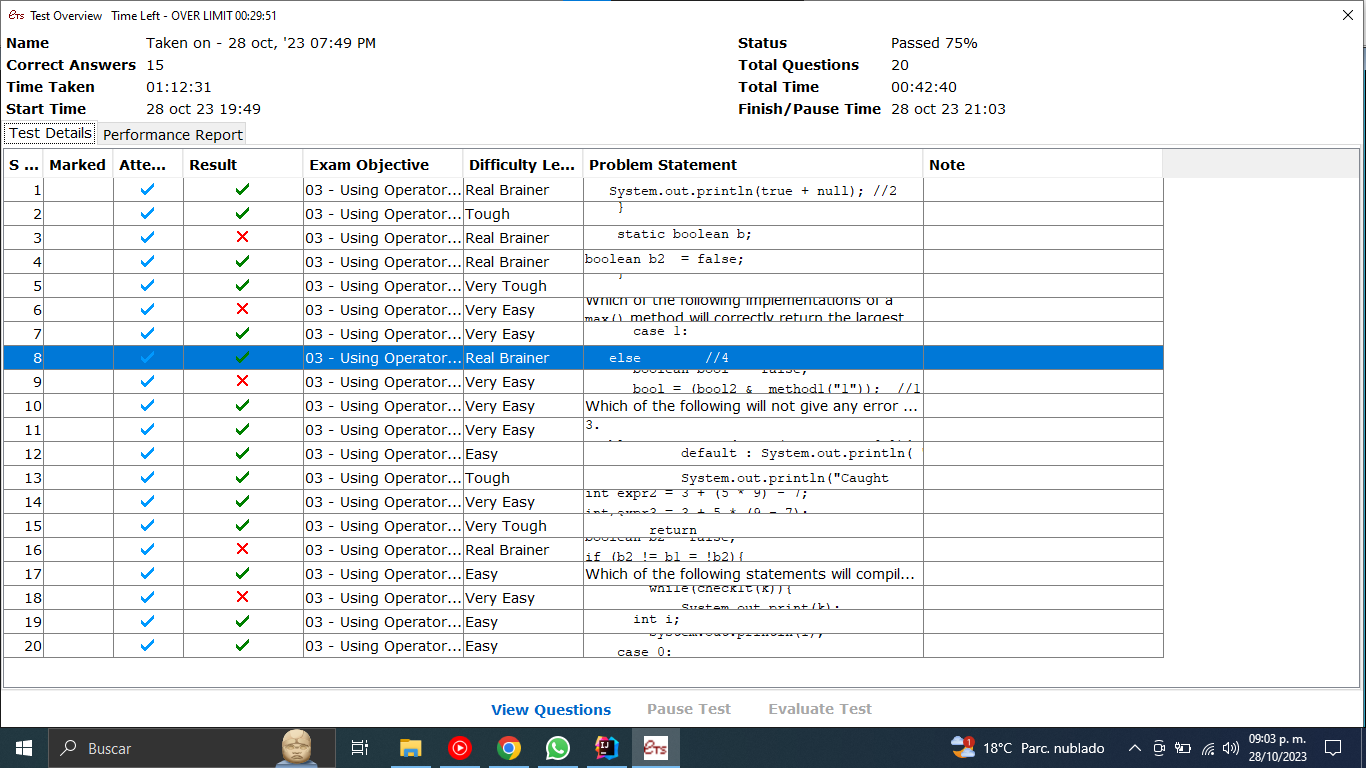 ETS Test Overview Time Left - OVER LIMIT 00:29:51
Name Taken on - 28 oct, '23 07:49 PM Status Passed 75%
Correct Answers 15 Total Questions 20
Time Taken 01:12:31 Total Time 00:42:40
Start Time 28 oct 23 19:49 Finish/Pause Time 28 oct 23 21:03
Test Details Performance Report
S ... Marked Atte... Result Exam Objective Difficulty Le... Problem Statement Note
1 03 - Using Operator... Real Brainer System.out.println(true + null); //2
2 03 - Using Operator... Tough }
3 03 - Using Operator... Real Brainer static boolean b;
4 03 - Using Operator... Real Brainer boolean b2 = false;
5 03 - Using Operator... Very Tough }
6 03 - Using Operator... Very Easy Which of the following implementations of a
max() method will correctly return the largest
7 03 - Using Operator... Very Easy case 1:
8 03 - Using Operator... Real Brainer else //4
9 03 - Using Operator... Very Easy boolean bool = false;
bool = (bool2 & method1("1")); //1
10 03 - Using Operator... Very Easy Which of the following will not give any error ...
11 03 - Using Operator... Very Easy 3.
12 03 - Using Operator... Easy default : System.out.println( "
13 03 - Using Operator... Tough System.out.println("Caught
14 03 - Using Operator... Very Easy int expr2 = 3 + (5 * 9) - 7;
int expr3 = 3 + 5 * (9 - 7);
15 03 - Using Operator... Very Tough return
16 03 - Using Operator... Real Brainer boolean b2 = false;
if (b2 != b1 = !b2){
17 03 - Using Operator... Easy Which of the following statements will compil...
18 03 - Using Operator... Very Easy while(checkIt(k)){
System.out.print(k);
19 03 - Using Operator... Easy int i;
20 03 - Using Operator... Easy System.out.println(i);
case 0:
View Questions Pause Test Evaluate Test
Buscar
IJ
ETS
1
18°C Parc. nublado
09:03 p. m.
28/10/2023